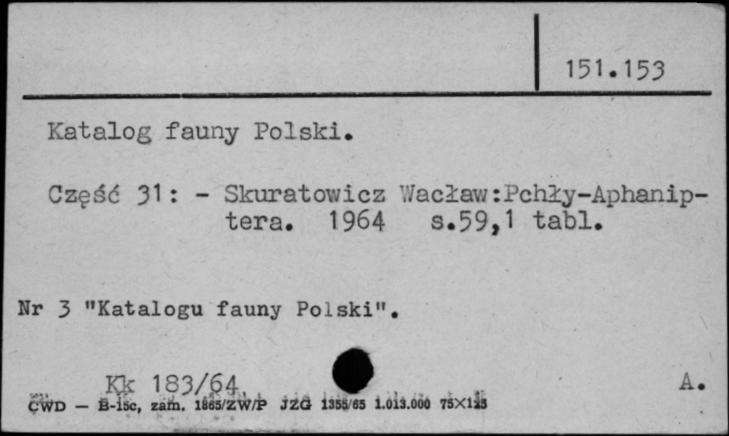 151.153
Katalog fauny Polski.
Część 31: - Skuratowicz Wacław:Pchły-Aphanip-
tera. 1964 s.59,1 tabl.
Nr 3 "Katalogu fauny Polski".
Kk 183/64 A.
CWD — B-15c, zam. 1865/ZW/P JZG 1355/65 1.013.000 75×125